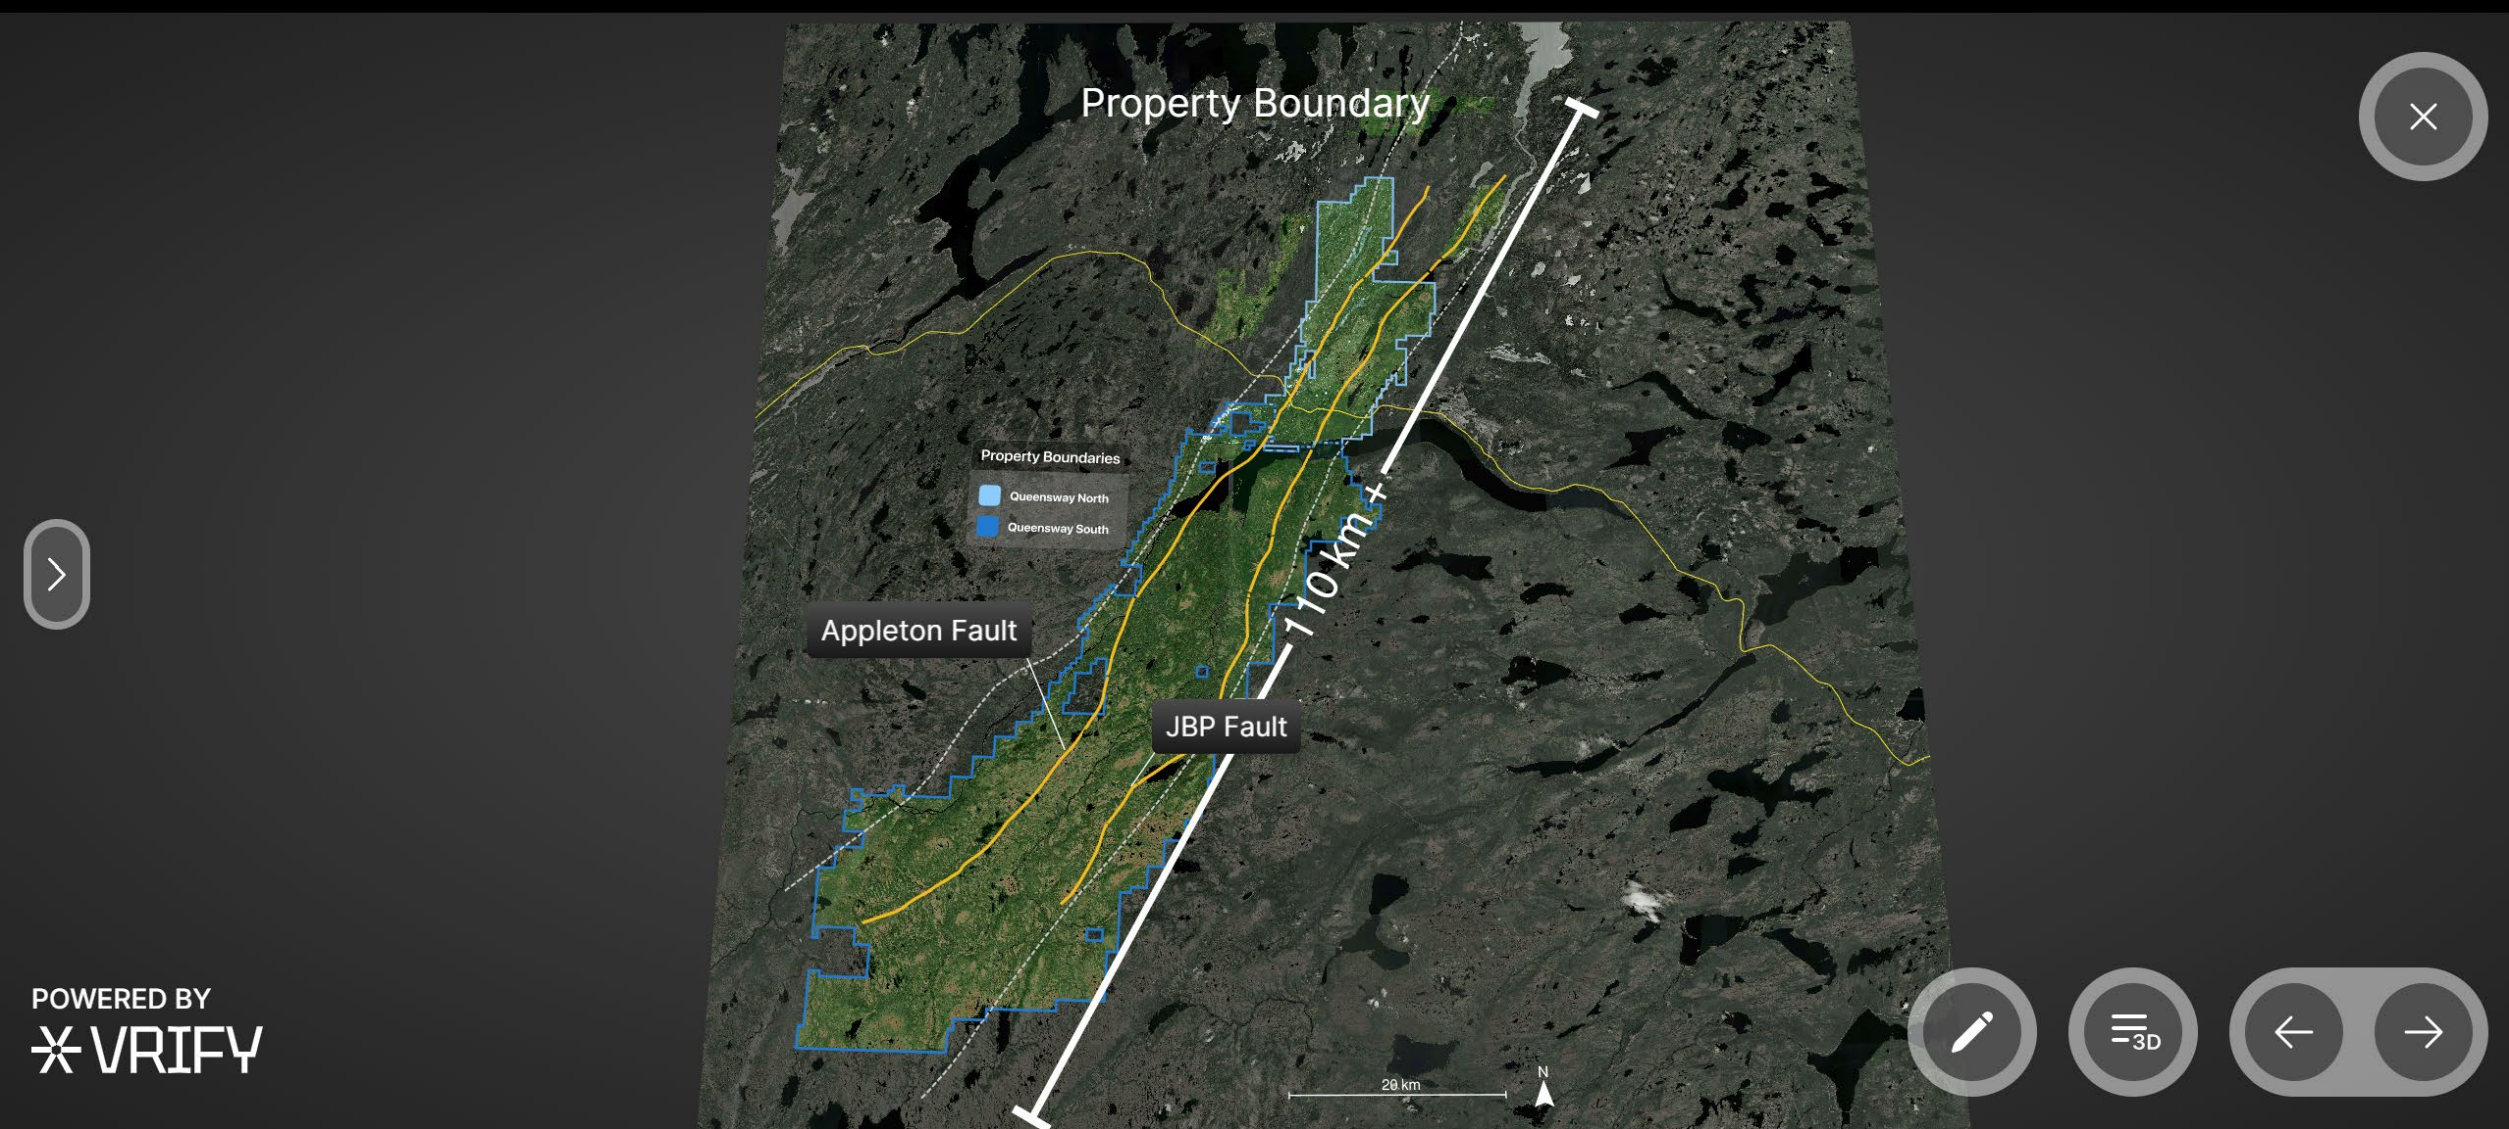 Property Boundary
Property Boundaries
Queensway North
Queensway South
110 km +
Appleton Fault
JBP Fault
POWERED BY
VRIFY
20 km
N
3D